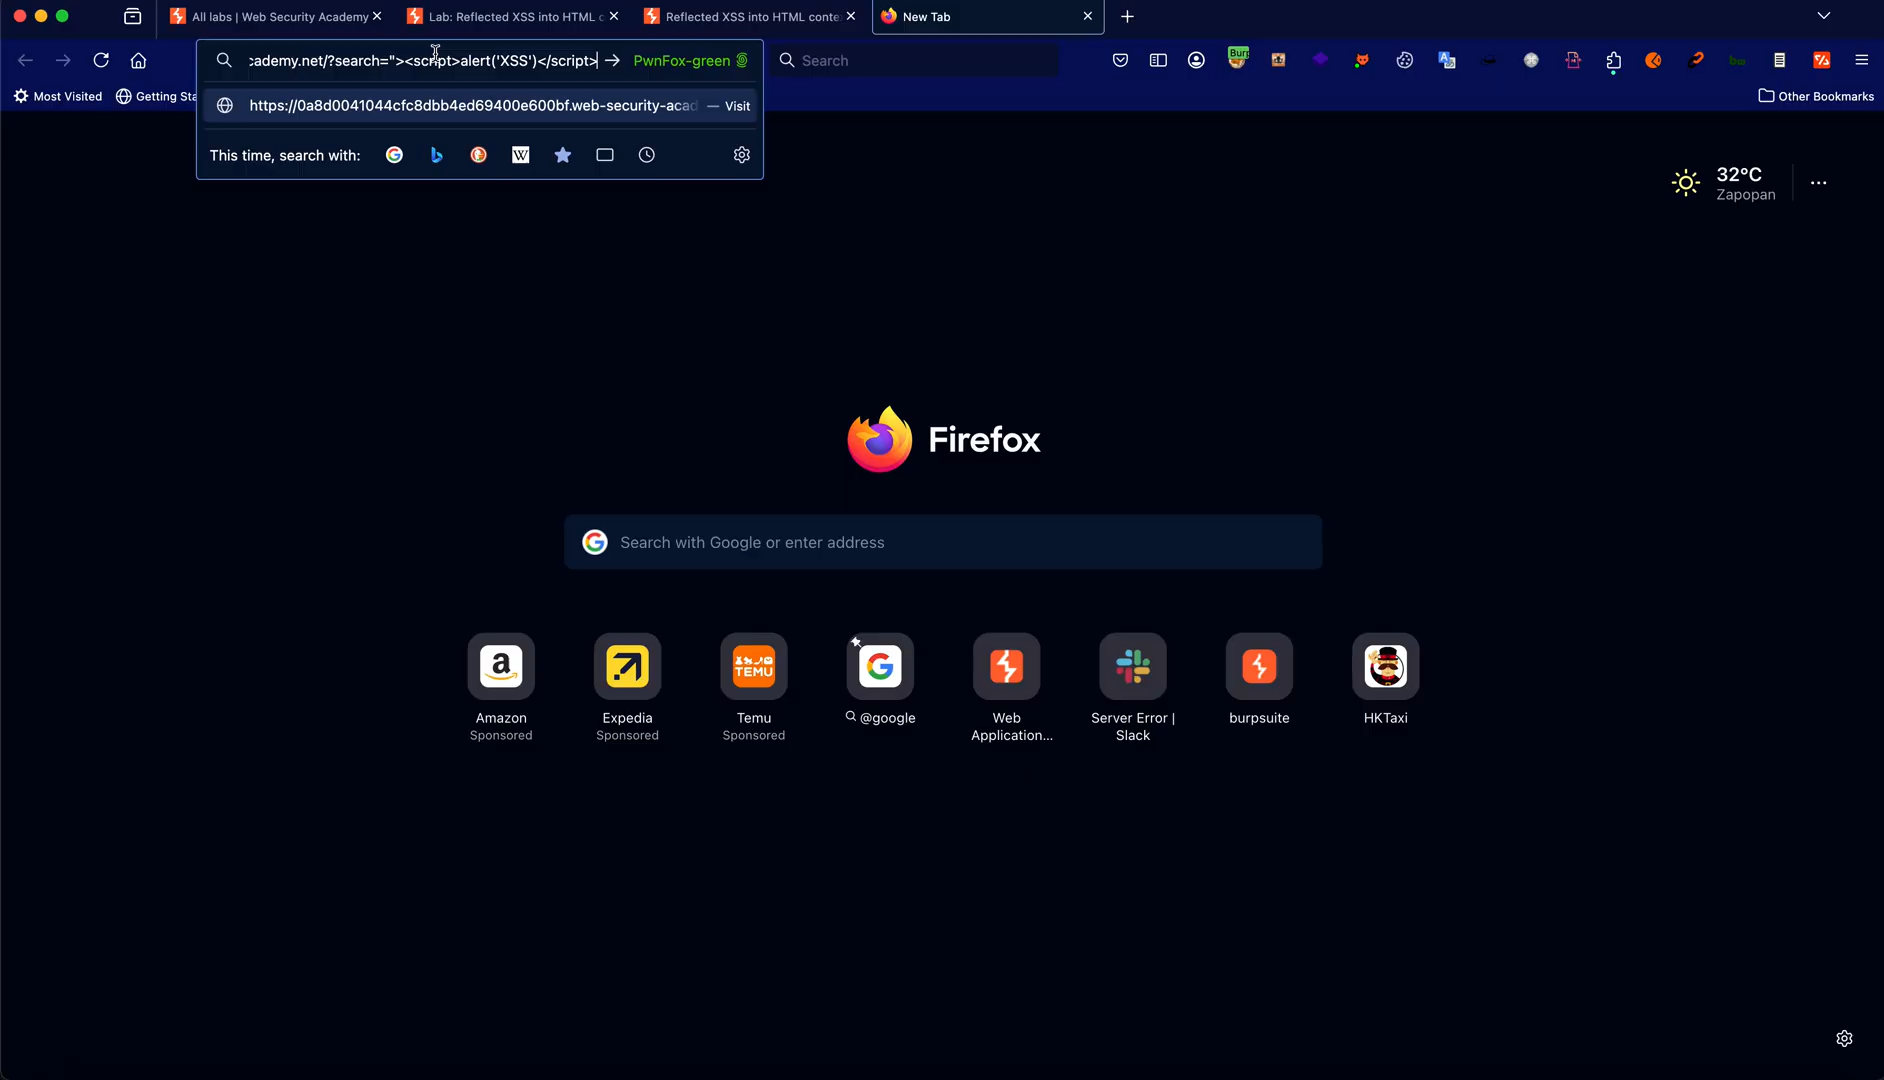 All labs | Web Security Academy
Lab: Reflected XSS into HTML c
Reflected XSS into HTML conte
New Tab
cademy.net/?search="><script>alert('XSS')</script>
PwnFox-green
Search
Burp
Most Visited
Getting Sta
Other Bookmarks
https://0a8d0041044cfc8dbb4ed69400e600bf.web-security-acad — Visit
This time, search with:
W
32°C
Zapopan
Firefox
Search with Google or enter address
a
TEMU
Amazon
Sponsored
Expedia
Sponsored
Temu
Sponsored
@google
Web
Application...
Server Error |
Slack
burpsuite
HKTaxi